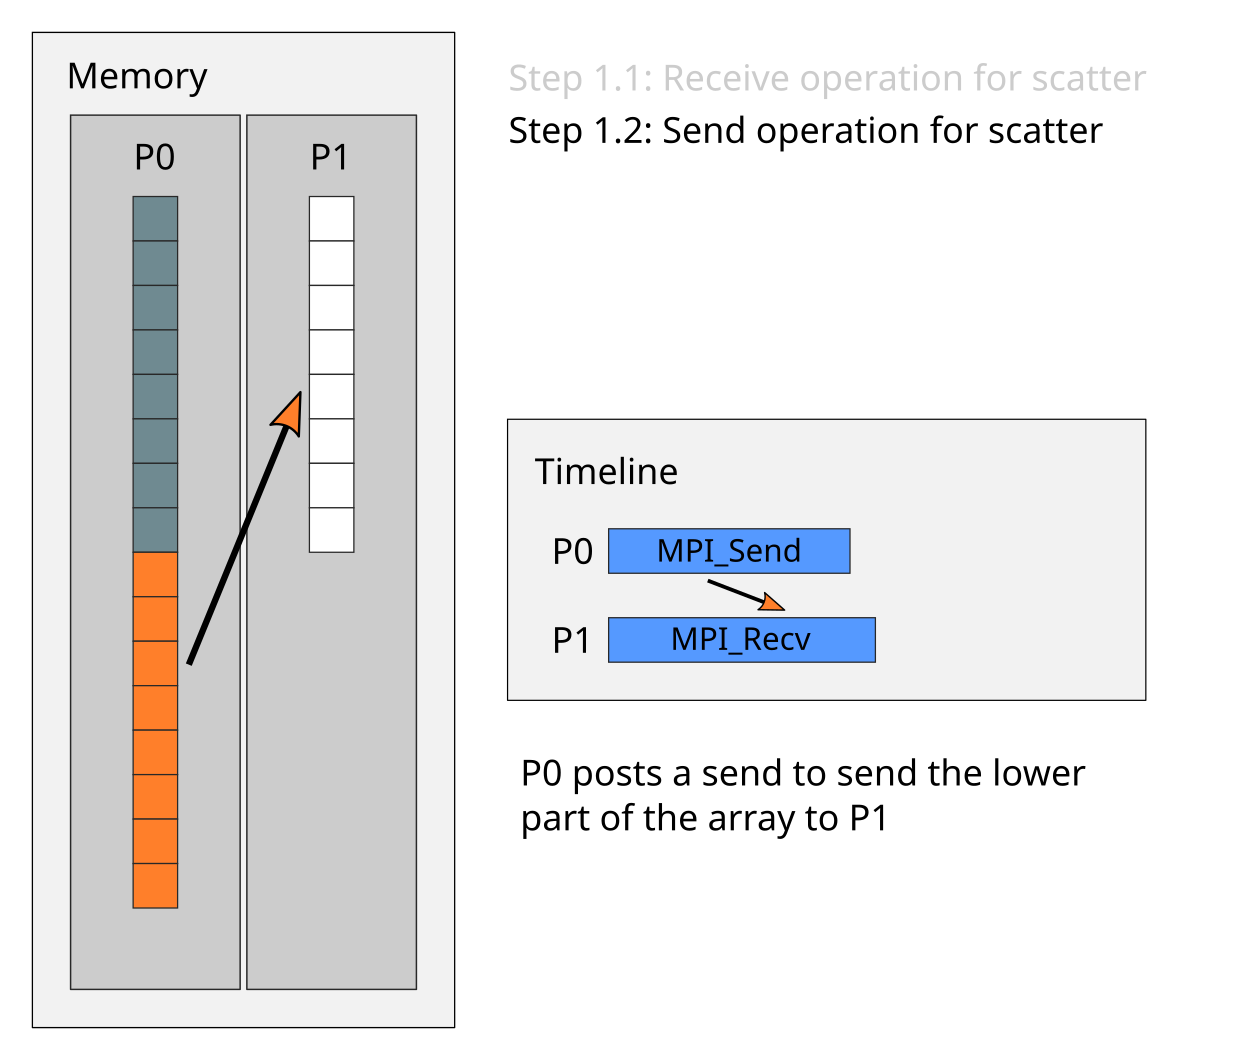 Memory
P0
P1
Step 1.1: Receive operation for scatter
Step 1.2: Send operation for scatter
Timeline
P0
MPI_Send
P1
MPI_Recv
P0 posts a send to send the lower
part of the array to P1